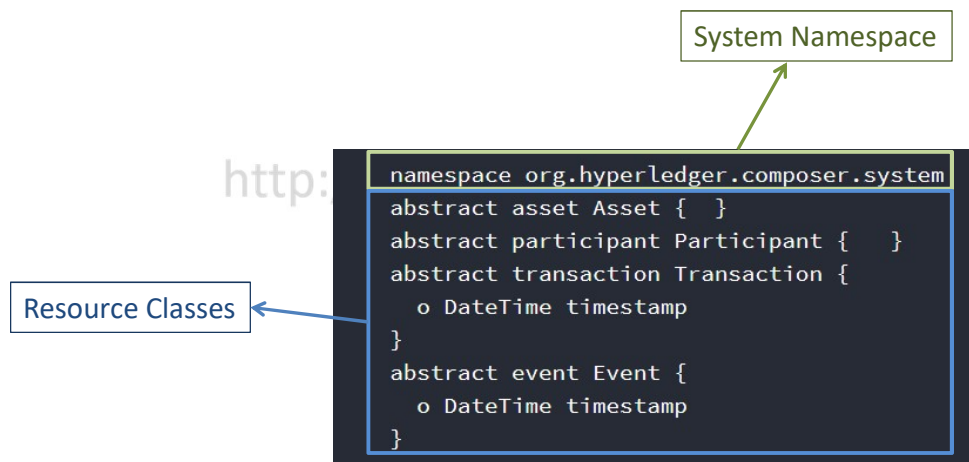 System Namespace
http:
namespace org.hyperledger.composer.system
abstract asset Asset { }
abstract participant Participant { }
abstract transaction Transaction {
o DateTime timestamp
}
abstract event Event {
o DateTime timestamp
}
Resource Classes